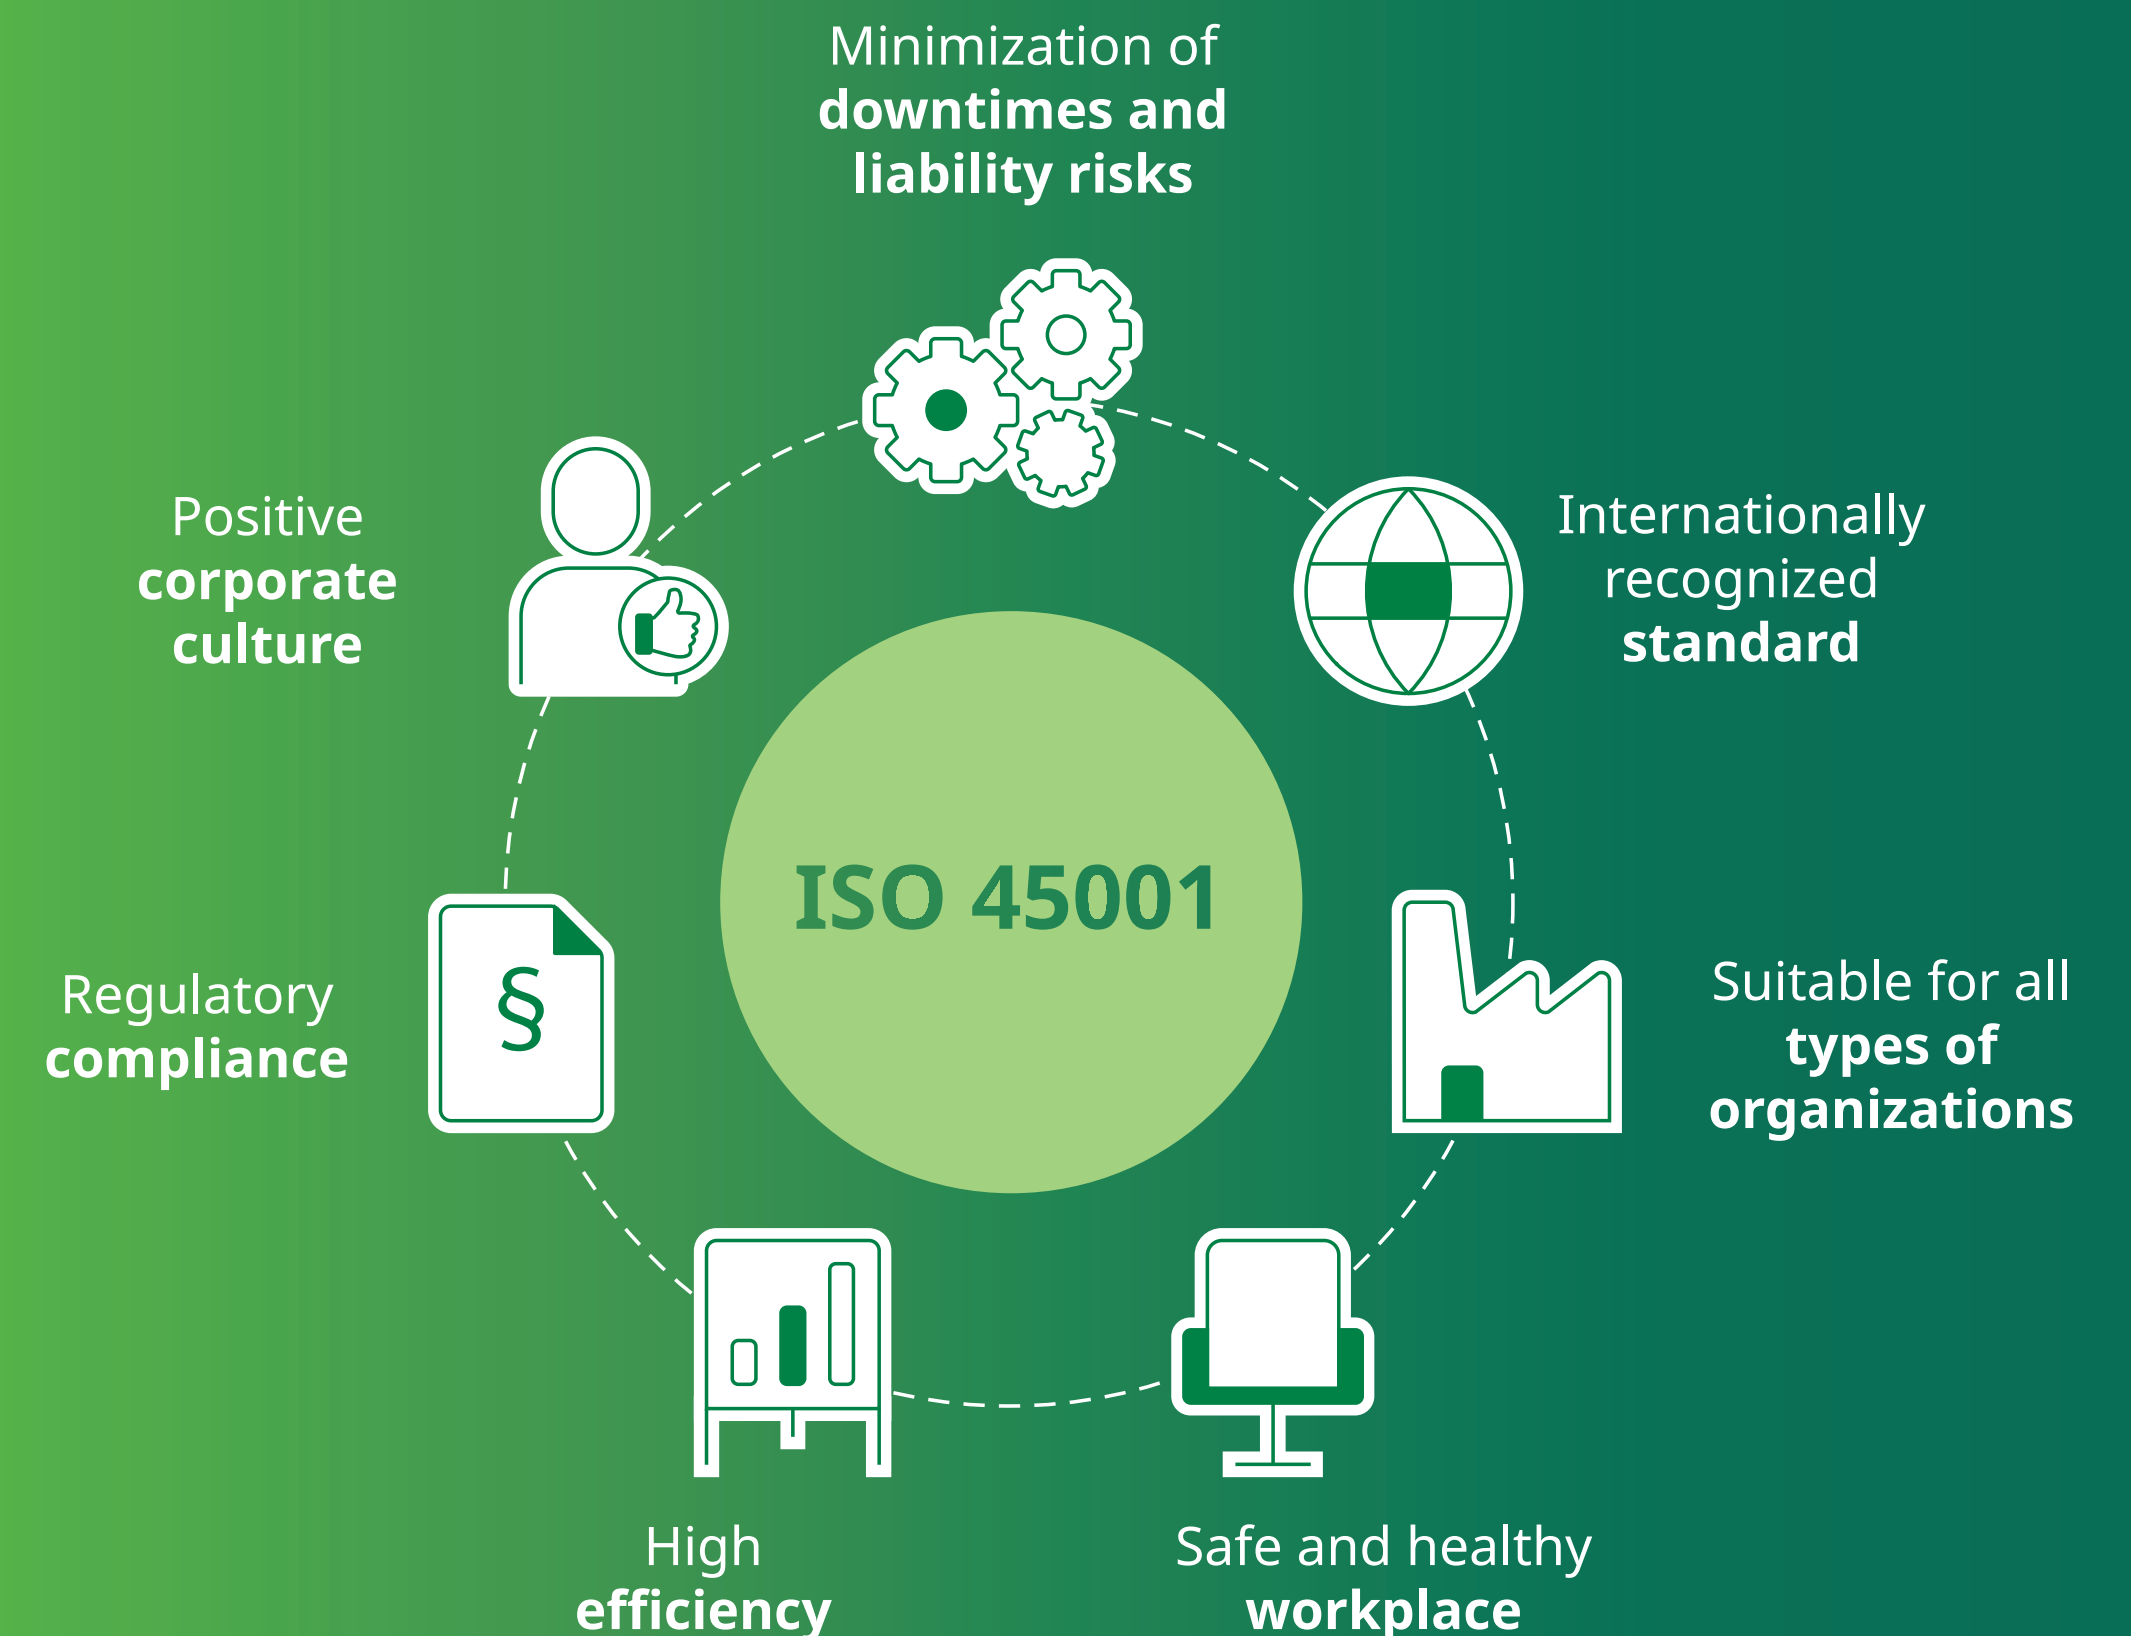 Minimization of
downtimes and
liability risks
Internationally
recognized
standard
Suitable for all
types of
organizations
Safe and healthy
workplace
High
efficiency
Regulatory
compliance
§
Positive
corporate
culture
ISO 45001